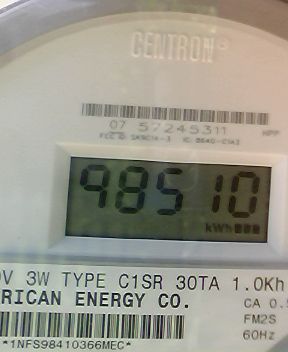 CENTRON®
07 57245311
HPP
98510
kWh
V 3W TYPE C1SR 30TA 1.0Kh
RICAN ENERGY CO.
CA 0.5
FM2S
60Hz
*1NFS98410366MEC*